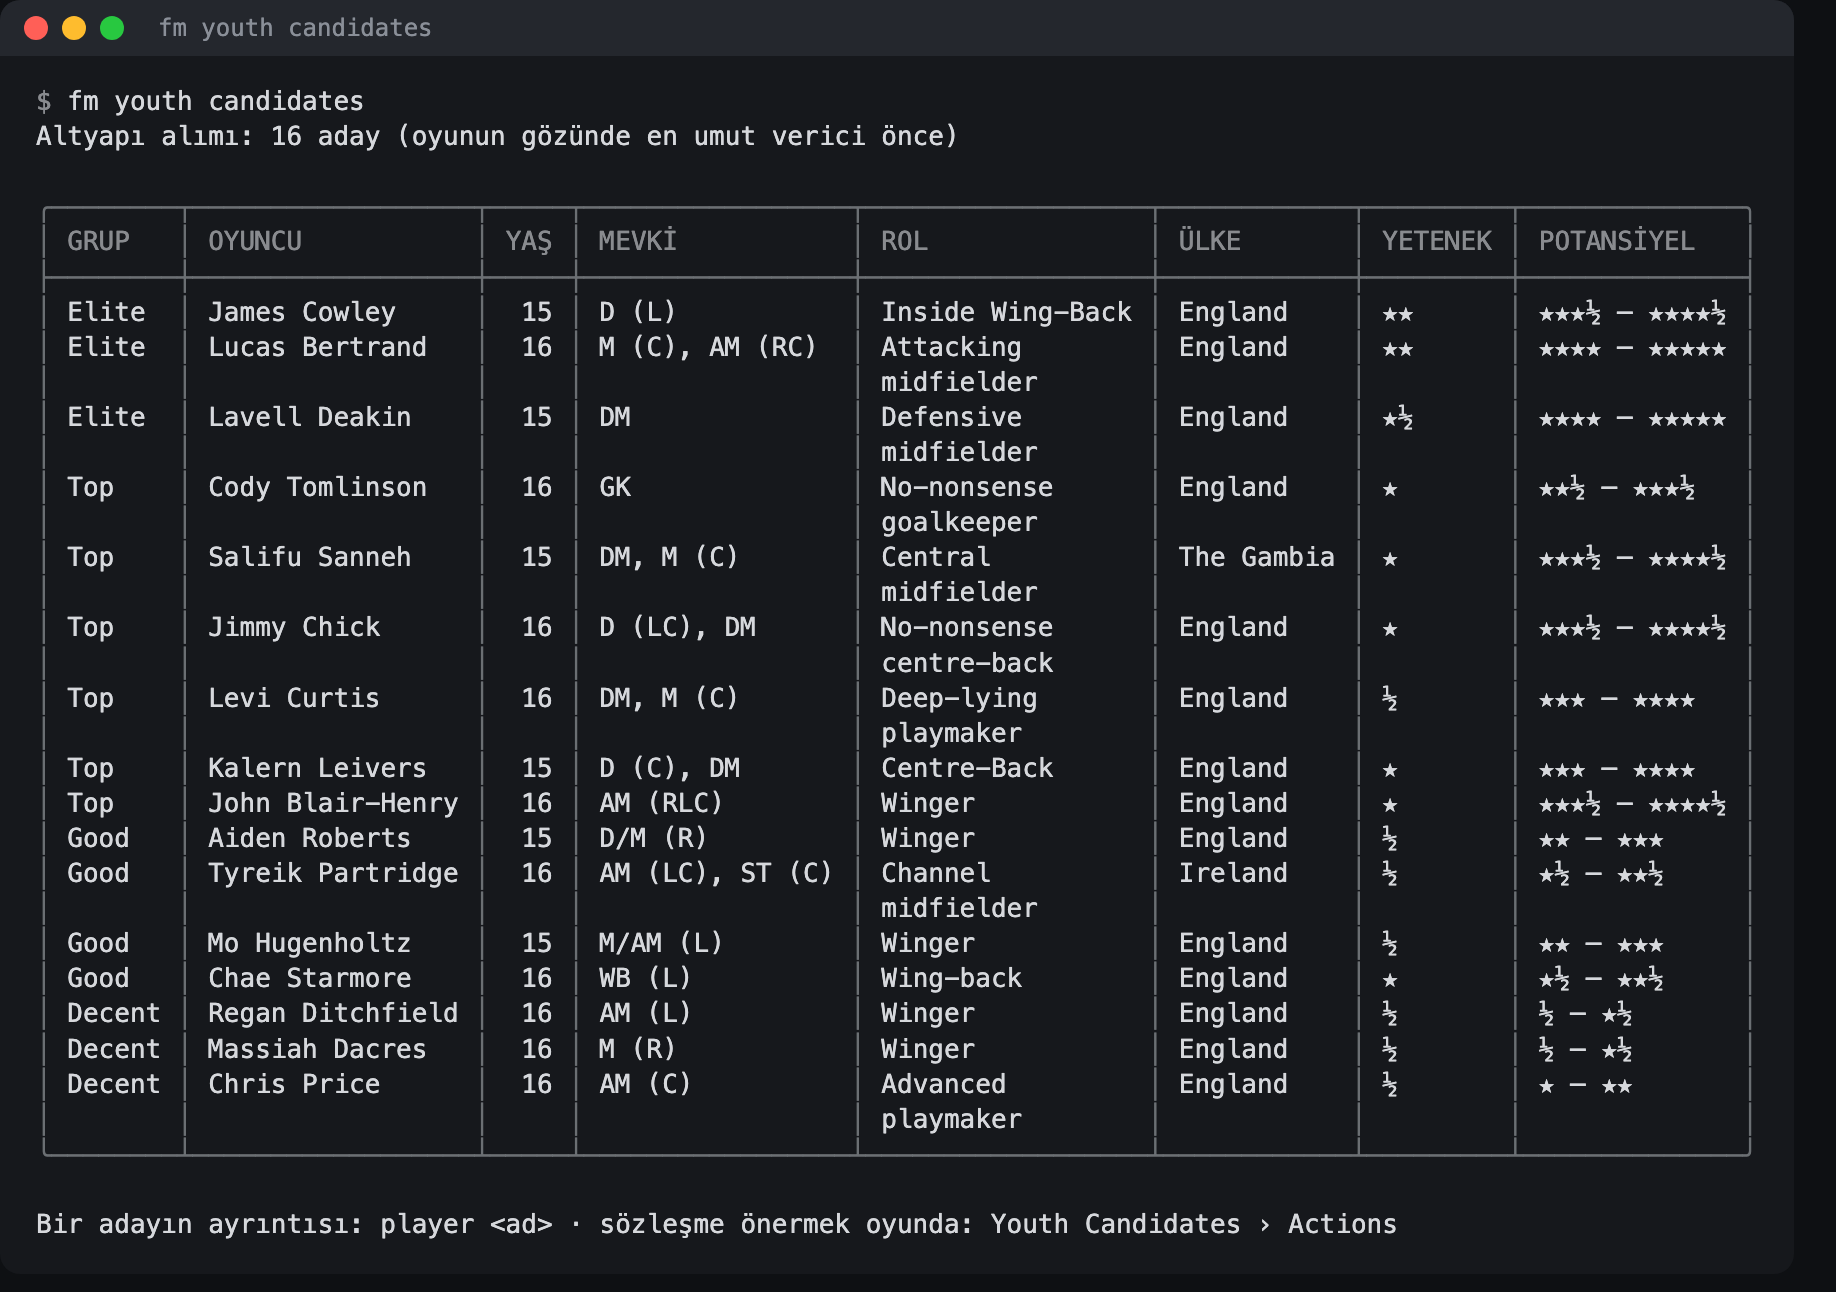 fm youth candidates
$ fm youth candidates
Altyapı alımı: 16 aday (oyunun gözünde en umut verici önce)
GRUP OYUNCU YAŞ MEVKİ ROL ÜLKE YETENEK POTANSİYEL
Elite James Cowley 15 D (L) Inside Wing-Back England ★★ ★★★½ – ★★★★½
Elite Lucas Bertrand 16 M (C), AM (RC) Attacking England ★★ ★★★★ – ★★★★★
midfielder
Elite Lavell Deakin 15 DM Defensive England ★½ ★★★★ – ★★★★★
midfielder
Top Cody Tomlinson 16 GK No-nonsense England ★ ★★½ – ★★★½
goalkeeper
Top Salifu Sanneh 15 DM, M (C) Central The Gambia ★ ★★★½ – ★★★★½
midfielder
Top Jimmy Chick 16 D (LC), DM No-nonsense England ★ ★★★½ – ★★★★½
centre-back
Top Levi Curtis 16 DM, M (C) Deep-lying England ½ ★★★ – ★★★★
playmaker
Top Kalern Leivers 15 D (C), DM Centre-Back England ★ ★★★ – ★★★★
Top John Blair-Henry 16 AM (RLC) Winger England ★ ★★★½ – ★★★★½
Good Aiden Roberts 15 D/M (R) Winger England ½ ★★ – ★★★
Good Tyreik Partridge 16 AM (LC), ST (C) Channel Ireland ½ ★½ – ★★½
midfielder
Good Mo Hugenholtz 15 M/AM (L) Winger England ½ ★★ – ★★★
Good Chae Starmore 16 WB (L) Wing-back England ★ ★½ – ★★½
Decent Regan Ditchfield 16 AM (L) Winger England ½ ½ – ★½
Decent Massiah Dacres 16 M (R) Winger England ½ ½ – ★½
Decent Chris Price 16 AM (C) Advanced England ½ ★ – ★★
playmaker
Bir adayın ayrıntısı: player <ad> · sözleşme önermek oyunda: Youth Candidates › Actions